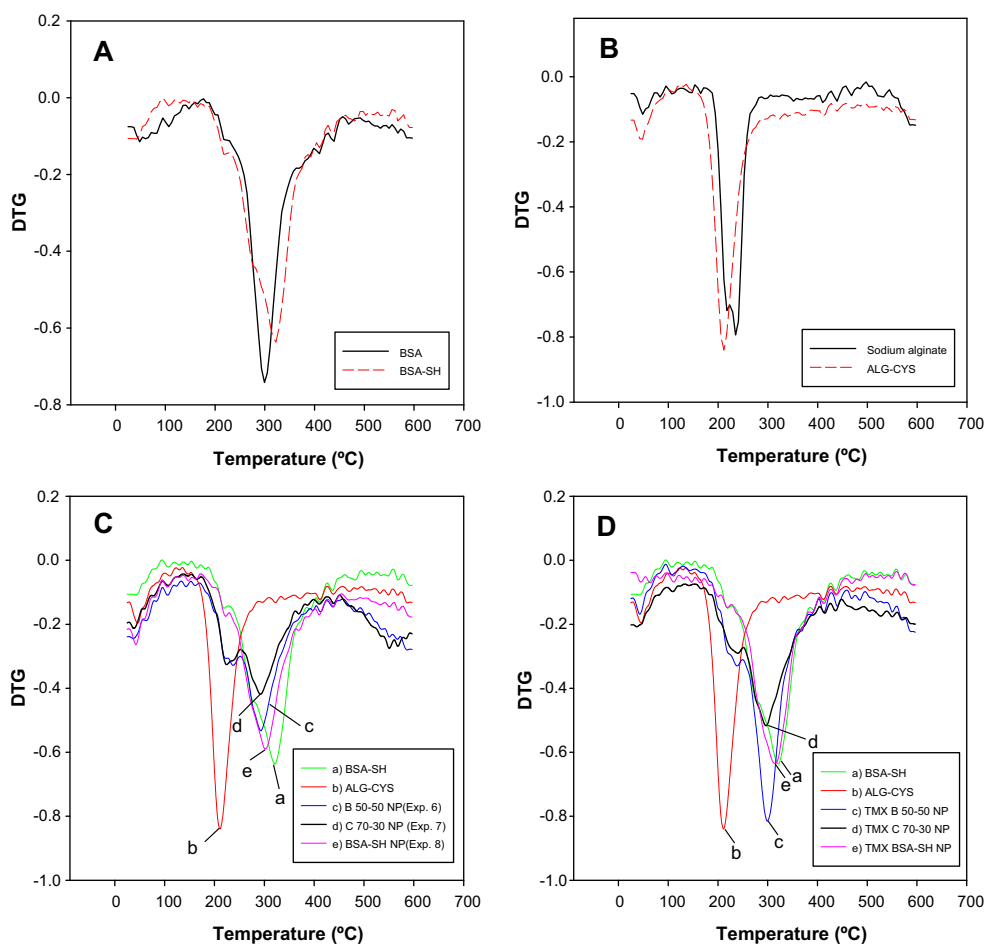 A
0.2
0.0
-0.2
-0.4
-0.6
-0.8
DTG
BSA
BSA-SH
0 100 200 300 400 500 600 700
Temperature (ºC)
B
0.0
-0.2
-0.4
-0.6
-0.8
-1.0
DTG
Sodium alginate
ALG-CYS
0 100 200 300 400 500 600 700
Temperature (ºC)
C
0.2
0.0
-0.2
-0.4
-0.6
-0.8
-1.0
DTG
d
c
e
a
b
a) BSA-SH
b) ALG-CYS
c) B 50-50 NP(Exp. 6)
d) C 70-30 NP (Exp. 7)
e) BSA-SH NP(Exp. 8)
0 100 200 300 400 500 600 700
Temperature (ºC)
D
0.2
0.0
-0.2
-0.4
-0.6
-0.8
-1.0
DTG
d
a
e
b
c
a) BSA-SH
b) ALG-CYS
c) TMX B 50-50 NP
d) TMX C 70-30 NP
e) TMX BSA-SH NP
0 100 200 300 400 500 600 700
Temperature (ºC)